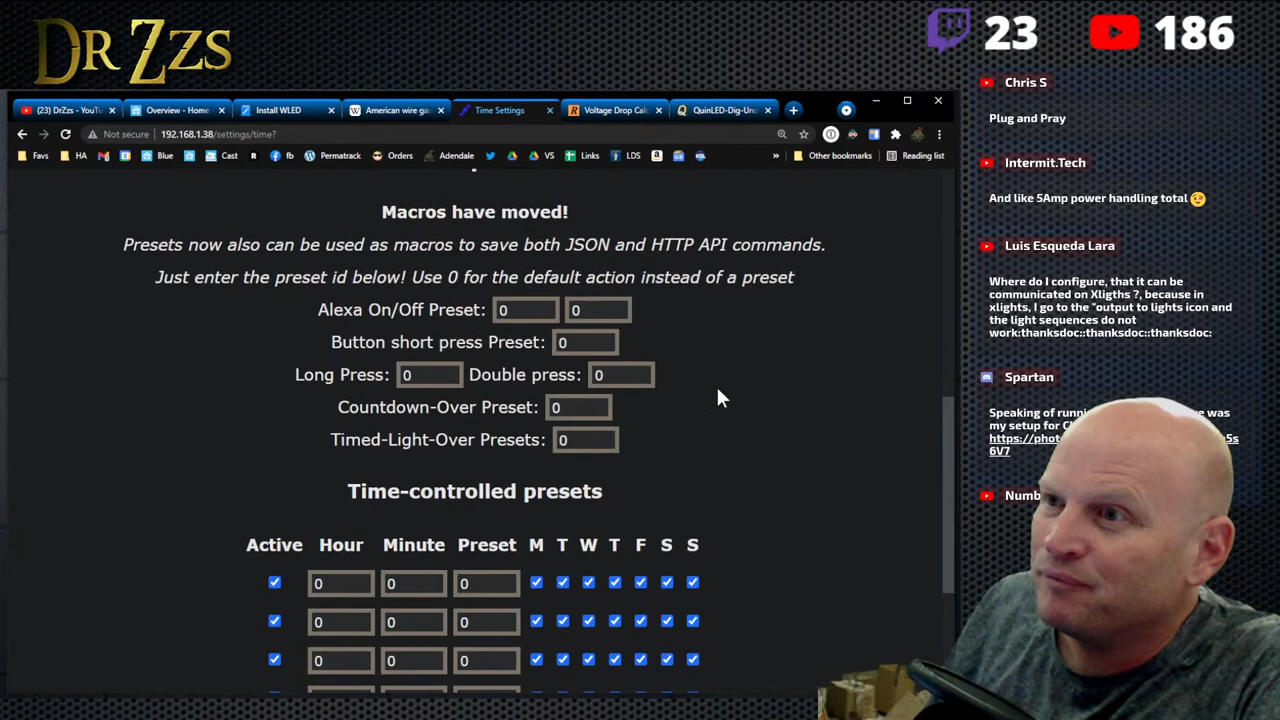 DR ZZS
23
186
(23) DrZzs - YouTu
Overview - Home
Install WLED
American wire ga
Time Settings
Voltage Drop Calc
QuinLED-Dig-Uno
Not secure
192.168.1.38/settings/time?
Favs
HA
Blue
Cast
fb
Permatrack
Orders
Adendale
VS
Links
LDS
Other bookmarks
Reading list
Macros have moved!
Presets now also can be used as macros to save both JSON and HTTP API commands.
Just enter the preset id below! Use 0 for the default action instead of a preset
Alexa On/Off Preset: 0 0
Button short press Preset: 0
Long Press: 0 Double press: 0
Countdown-Over Preset: 0
Timed-Light-Over Presets: 0
Time-controlled presets
Active Hour Minute Preset M T W T F S S
0 0 0
0 0 0
0 0 0
Chris S
Plug and Pray
Intermit.Tech
And like 5Amp power handling total
Luis Esqueda Lara
Where do I configure, that it can be
communicated on Xligths ?, because in
xlights, I go to the "output to lights icon and
the light sequences do not
work:thanksdoc::thanksdoc::thanksdoc:
Spartan
Speaking of runn
was
my setup for C
https://phot
5s
6V7
Numb